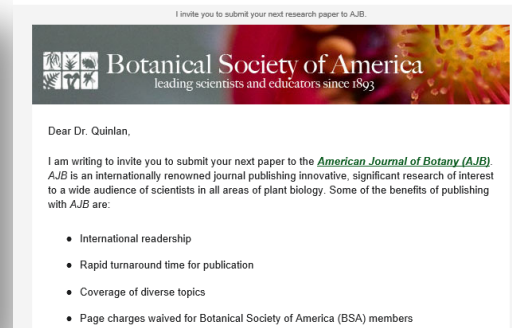 I invite you to submit your next research paper to AJB.
Botanical Society of America
leading scientists and educators since 1893
Dear Dr. Quinlan,
I am writing to invite you to submit your next paper to the American Journal of Botany (AJB).
AJB is an internationally renowned journal publishing innovative, significant research of interest
to a wide audience of scientists in all areas of plant biology. Some of the benefits of publishing
with AJB are:
● International readership
● Rapid turnaround time for publication
● Coverage of diverse topics
● Page charges waived for Botanical Society of America (BSA) members